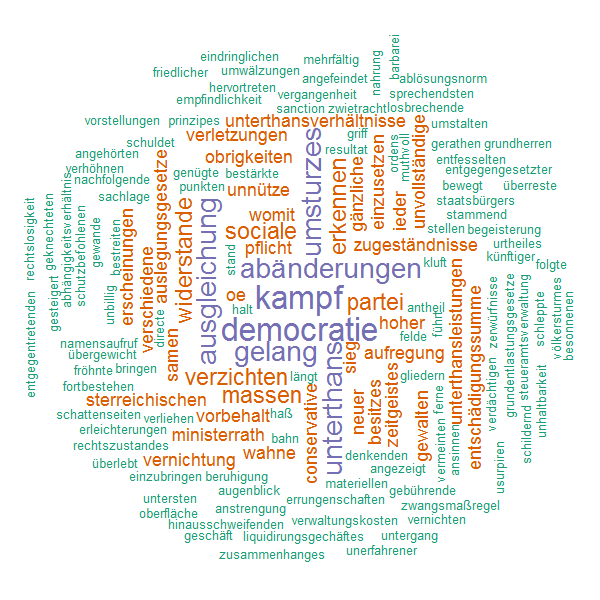 eindringlichen
mehrfältig
barbarei
friedlicher
umwälzungen
angefeindet
nahrung
ablösungsnorm
hervortreten
vergangenheit
sprechendsten
empfindlichkeit
sanction
zwietracht
losbrechende
vorstellungen
prinzipes
unterthansverhältnisse
umstalten
schuldet
verletzungen
umsturzes
griff
ordens
muthvoll
einzusetzen
unvollständige
gerathen
grundherren
angehörten
obrigkeiten
resultat
entfesselten
verhöhnen
genügte
bestärkte
erkennen
gänzliche
entgegengesetzter
nachfolgende
auslegungsgesetze
punkten
unnütze
bewegt
überreste
sachlage
widerstande
womit
ieder
staatsbürgers
rechtslosigkeit
geknechteten
abhängigkeitsverhältnis
schutzbefohlenen
gewande
ausgleichung
sociale
stammend
bestreiten
verschiedene
stand
pflicht
zugeständnisse
stellen
begeisterung
urtheiles
gesteigert
unbillig
erscheinungen
abänderungen
kluft
künftiger
folgte
entgegentretenden
directe
oe
kampf
partei
antheil
unterthansleistungen
zerwürfnisse
grundentlastungsgesetze
steueramtsverwaltung
schleppte
völkersturmes
besonnenen
halt
hoher
führt
namensaufruf
samen
democratie
felde
entschädigungssumme
übergewicht
gelang
unterthans
sieg
aufregung
verdächtigen
fröhnte
bringen
verzichten
längt
besitzes
zeitgeistes
gliedern
unhaltbarkeit
fortbestehen
sterreichischen
massen
conservative
neuer
gewalten
ferne
schildernd
schattenseiten
verliehen
vorbehalt
haß
vermeinten
ansinnen
erleichterungen
ministerrath
bahn
rechtszustandes
wahne
denkenden
usurpiren
überlebt
vernichtung
angezeigt
einzubringen
beruhigung
materiellen
gebührende
untersten
augenblick
errungenschaften
zwangsmaßregel
oberfläche
anstrengung
hinausschweifenden
verwaltungskosten
vernichten
geschäft
liquidirungsgechäftes
untergang
zusammenhanges
unerfahrener